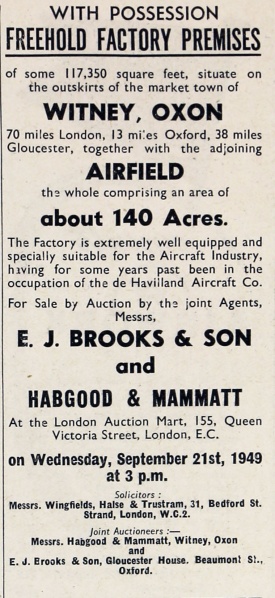 WITH POSSESSION
FREEHOLD FACTORY PREMISES
of some 117,350 square feet, situate on
the outskirts of the market town of
WITNEY, OXON
70 miles London, 13 miles Oxford, 38 miles
Gloucester, together with the adjoining
AIRFIELD
the whole comprising an area of
about 140 Acres.
The Factory is extremely well equipped and
specially suitable for the Aircraft Industry,
having for some years past been in the
occupation of the de Havilland Aircraft Co.
For Sale by Auction by the joint Agents,
Messrs,
E. J. BROOKS & SON
and
HABGOOD & MAMMATT
At the London Auction Mart, 155, Queen
Victoria Street, London, E.C.
on Wednesday, September 21st, 1949
at 3 p.m.
Solicitors :
Messrs. Wingfields, Halse & Trustram, 31, Bedford St.
Strand, London, W.C.2.
Joint Auctioneers :—
Messrs. Habgood & Mammatt, Witney, Oxon
and
E. J. Brooks & Son, Gloucester House. Beaumont St.,
Oxford.